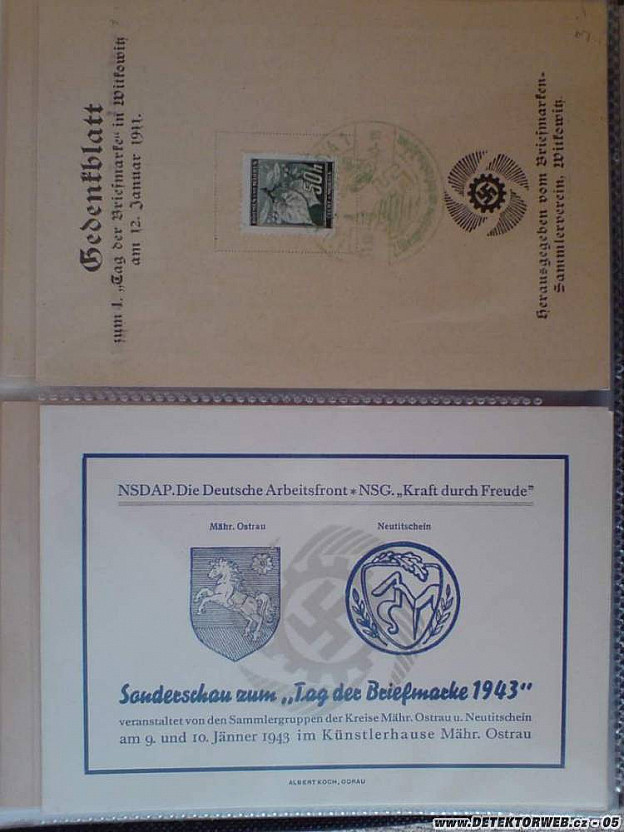 Gedenkblatt
zum 1. „Tag der Briefmarke“ in Witkowitz
am 12. Januar 1941.
50h
Herausgegeben vom Briefmarken-
Sammlerverein, Witkowitz
NSDAP. Die Deutsche Arbeitsfront * NSG. „Kraft durch Freude”
Mähr. Ostrau
Neutitschein
Sonderschau zum „Tag der Briefmarke 1943“
veranstaltet von den Sammlergruppen der Kreise Mähr. Ostrau u. Neutitschein
am 9. und 10. Jänner 1943 im Künstlerhause Mähr. Ostrau
ALBERT KOCH, ODRAU
www.DETEKTORWEB.cz - 05